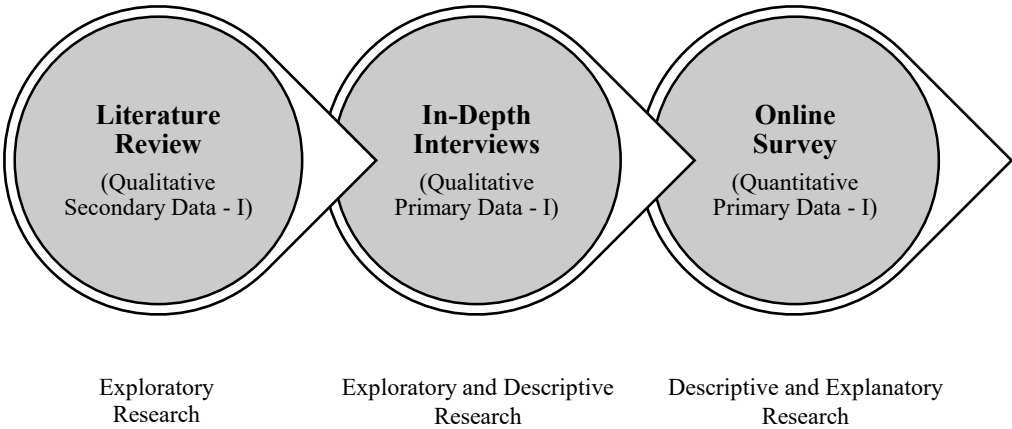 Literature
Review
(Qualitative
Secondary Data - I)
In-Depth
Interviews
(Qualitative
Primary Data - I)
Online
Survey
(Quantitative
Primary Data - I)
Exploratory
Research
Exploratory and Descriptive
Research
Descriptive and Explanatory
Research